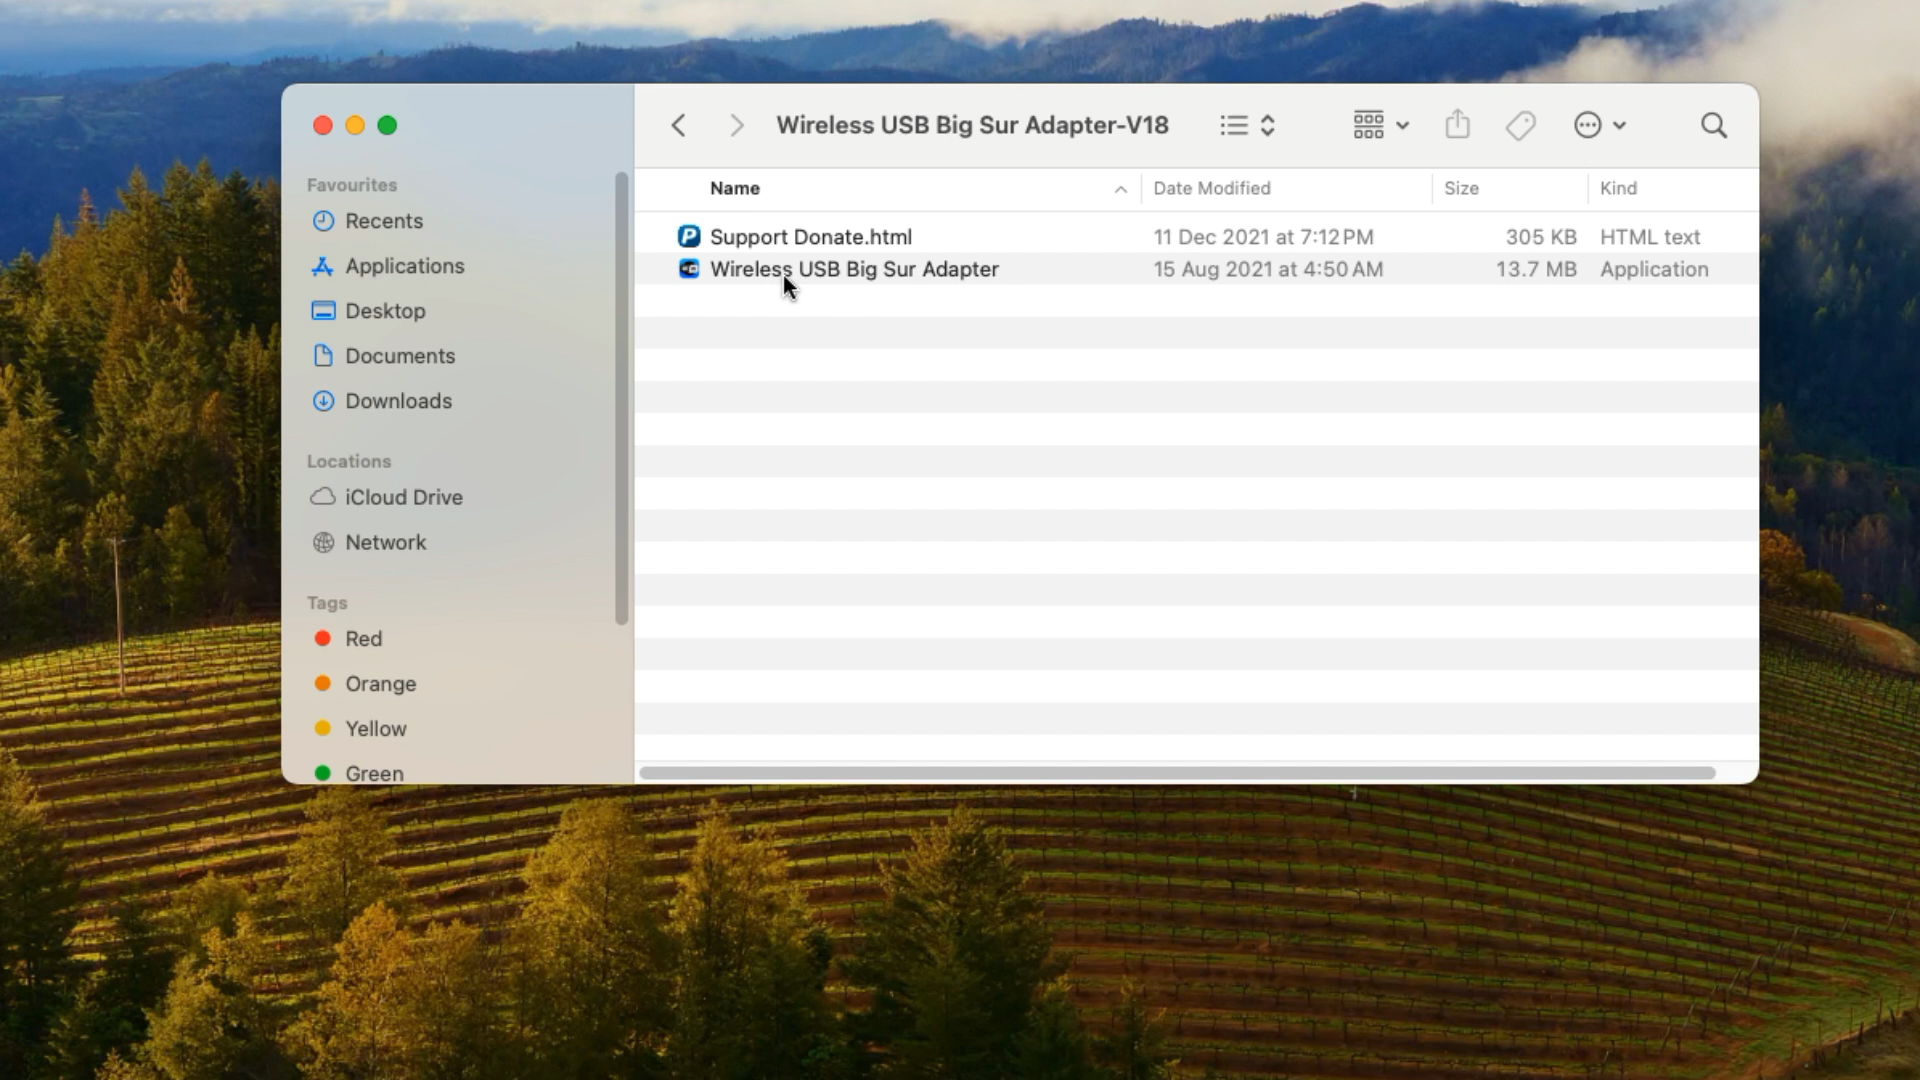 Wireless USB Big Sur Adapter-V18
Favourites
Recents
Applications
Desktop
Documents
Downloads
Locations
iCloud Drive
Network
Tags
Red
Orange
Yellow
Green
Name Date Modified Size Kind
Support Donate.html 11 Dec 2021 at 7:12 PM 305 KB HTML text
Wireless USB Big Sur Adapter 15 Aug 2021 at 4:50 AM 13.7 MB Application